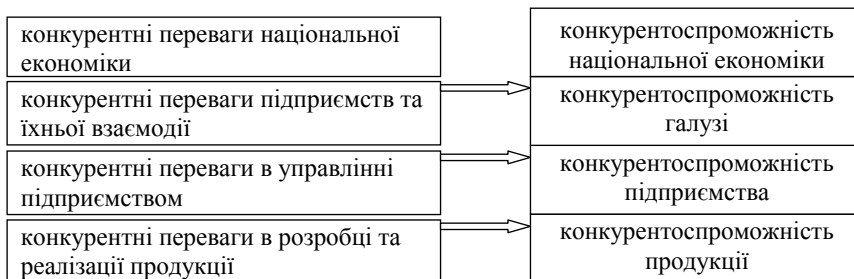 конкурентні переваги національної
економіки
конкурентоспроможність
національної економіки
конкурентні переваги підприємств та
їхньої взаємодії
конкурентоспроможність
галузі
конкурентні переваги в управлінні
підприємством
конкурентоспроможність
підприємства
конкурентні переваги в розробці та
реалізації продукції
конкурентоспроможність
продукції